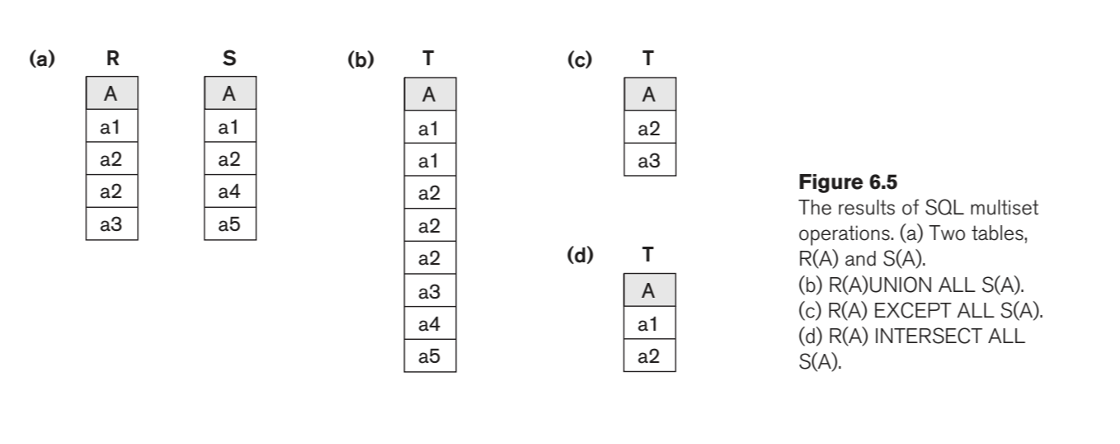 (a) R S
A A
a1 a1
a2 a2
a2 a4
a3 a5
(b) T
A
a1
a1
a2
a2
a2
a3
a4
a5
(c) T
A
a2
a3
(d) T
A
a1
a2
Figure 6.5
The results of SQL multiset
operations. (a) Two tables,
R(A) and S(A).
(b) R(A)UNION ALL S(A).
(c) R(A) EXCEPT ALL S(A).
(d) R(A) INTERSECT ALL
S(A).